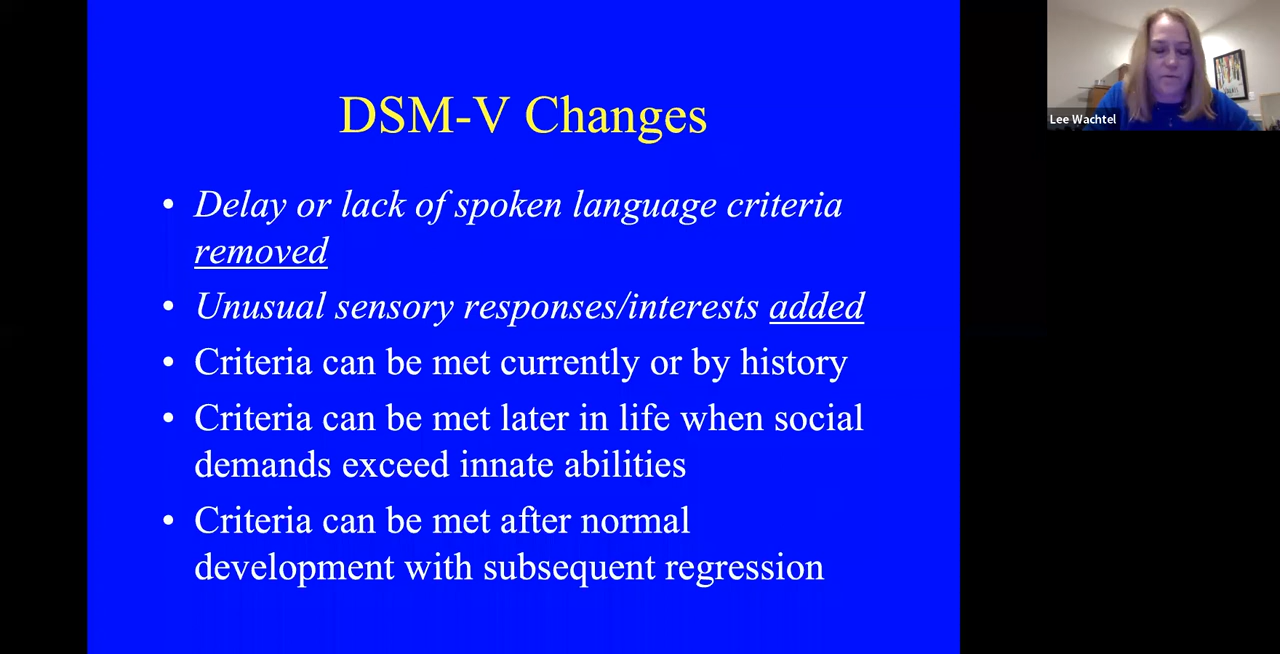 DSM-V Changes
• Delay or lack of spoken language criteria
removed
• Unusual sensory responses/interests added
• Criteria can be met currently or by history
• Criteria can be met later in life when social
demands exceed innate abilities
• Criteria can be met after normal
development with subsequent regression
Lee Wachtel